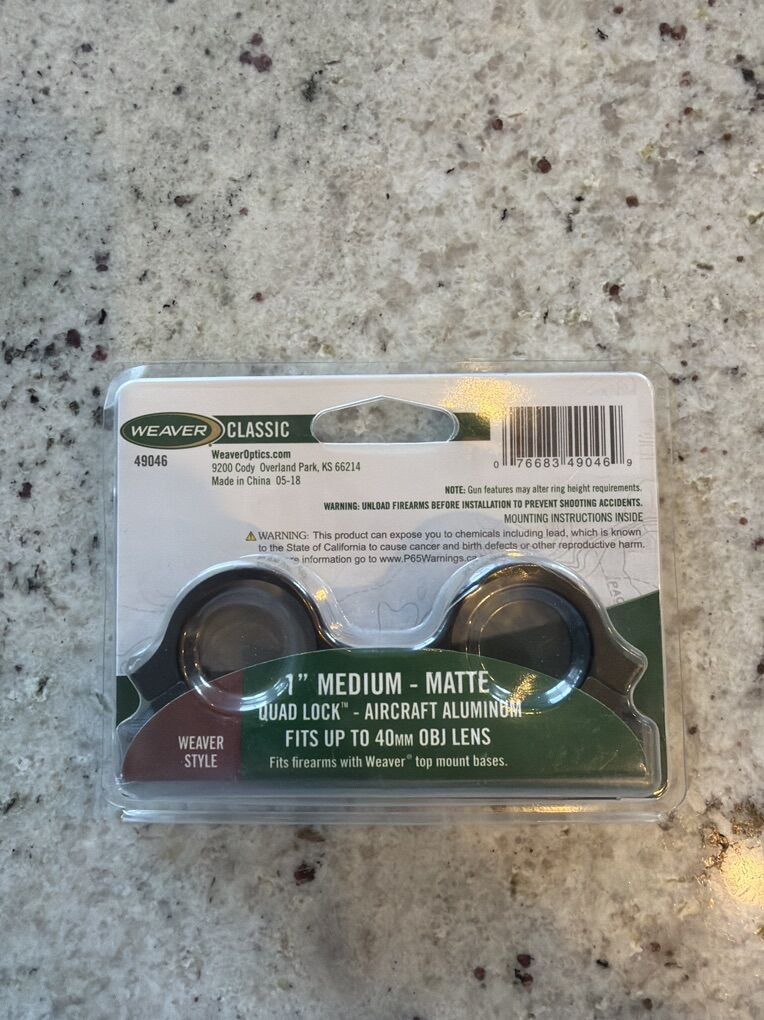 WEAVER CLASSIC
49046
WeaverOptics.com
9200 Cody Overland Park, KS 66214
Made in China 05-18
0 76683 49046 9
NOTE: Gun features may alter ring height requirements.
WARNING: UNLOAD FIREARMS BEFORE INSTALLATION TO PREVENT SHOOTING ACCIDENTS.
MOUNTING INSTRUCTIONS INSIDE
⚠ WARNING: This product can expose you to chemicals including lead, which is known
to the State of California to cause cancer and birth defects or other reproductive harm.
information go to www.P65Warnings.ca
1” MEDIUM - MATTE
QUAD LOCK™ - AIRCRAFT ALUMINUM
FITS UP TO 40MM OBJ LENS
Fits firearms with Weaver® top mount bases.
WEAVER
STYLE